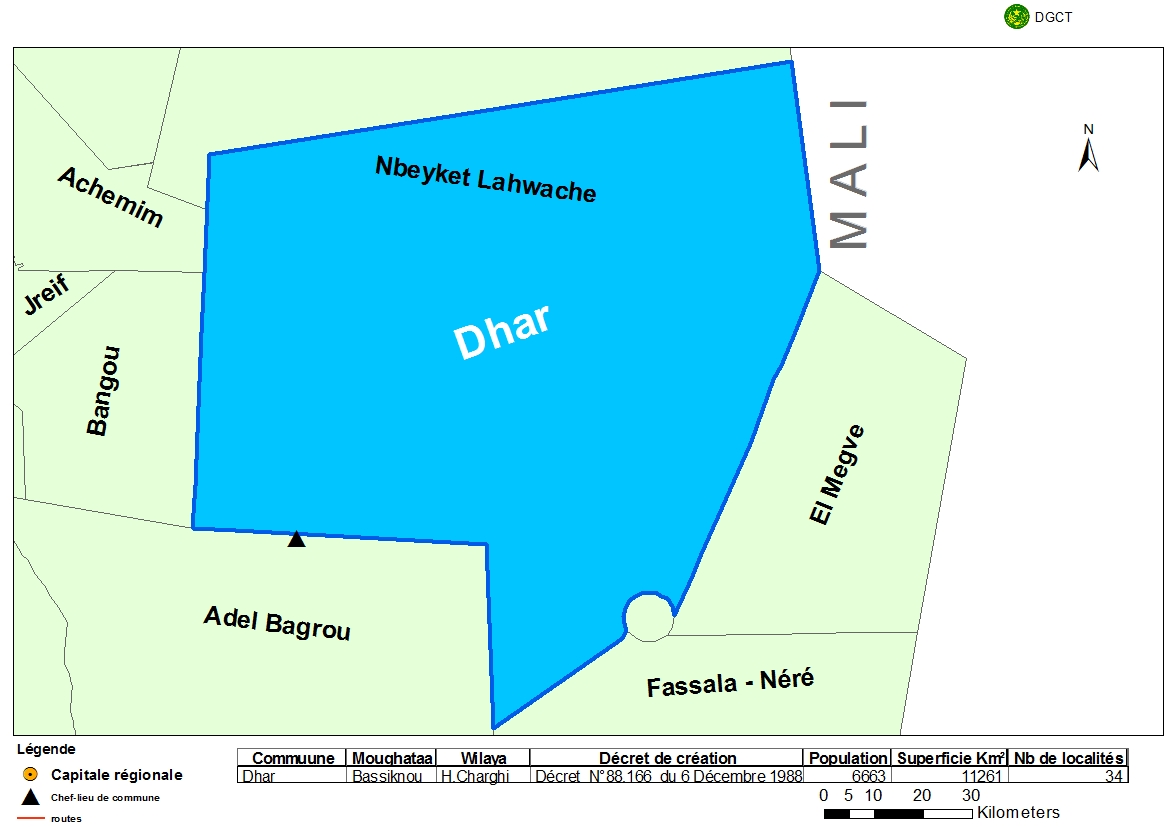 DGCT
MALI
N
Nbeyket Lahwache
Achemim
Jreif
Dhar
Bangou
El Megve
Adel Bagrou
Fassala - Néré
Légende
Capitale régionale
Chef-lieu de commune
routes
Commuune Moughataa Wilaya Décret de création Population Superficie Km² Nb de localités
Dhar Bassiknou H.Charghi Décret N°88.166 du 6 Décembre 1988 6663 11261 34
0 5 10 20 30
Kilometers